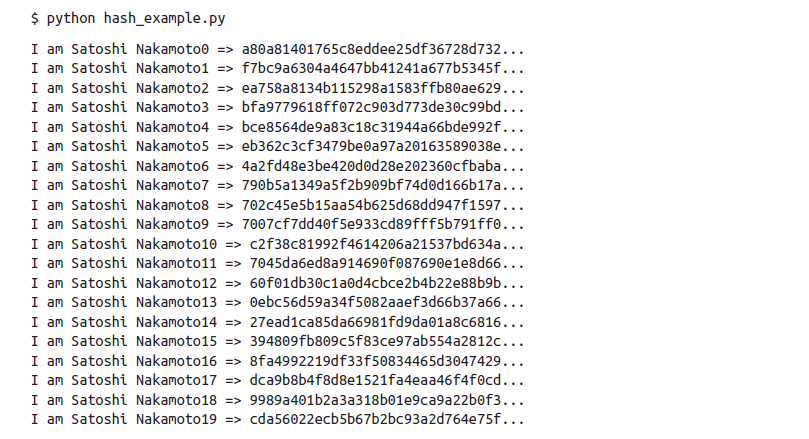 $ python hash_example.py
I am Satoshi Nakamoto0 => a80a81401765c8eddee25df36728d732...
I am Satoshi Nakamoto1 => f7bc9a6304a4647bb41241a677b5345f...
I am Satoshi Nakamoto2 => ea758a8134b115298a1583ffb80ae629...
I am Satoshi Nakamoto3 => bfa9779618ff072c903d773de30c99bd...
I am Satoshi Nakamoto4 => bce8564de9a83c18c31944a66bde992f...
I am Satoshi Nakamoto5 => eb362c3cf3479be0a97a20163589038e...
I am Satoshi Nakamoto6 => 4a2fd48e3be420d0d28e202360cfbaba...
I am Satoshi Nakamoto7 => 790b5a1349a5f2b909bf74d0d166b17a...
I am Satoshi Nakamoto8 => 702c45e5b15aa54b625d68dd947f1597...
I am Satoshi Nakamoto9 => 7007cf7dd40f5e933cd89fff5b791ff0...
I am Satoshi Nakamoto10 => c2f38c81992f4614206a21537bd634a...
I am Satoshi Nakamoto11 => 7045da6ed8a914690f087690e1e8d66...
I am Satoshi Nakamoto12 => 60f01db30c1a0d4cbce2b4b22e88b9b...
I am Satoshi Nakamoto13 => 0ebc56d59a34f5082aaef3d66b37a66...
I am Satoshi Nakamoto14 => 27ead1ca85da66981fd9da01a8c6816...
I am Satoshi Nakamoto15 => 394809fb809c5f83ce97ab554a2812c...
I am Satoshi Nakamoto16 => 8fa4992219df33f50834465d3047429...
I am Satoshi Nakamoto17 => dca9b8b4f8d8e1521fa4eaa46f4f0cd...
I am Satoshi Nakamoto18 => 9989a401b2a3a318b01e9ca9a22b0f3...
I am Satoshi Nakamoto19 => cda56022ecb5b67b2bc93a2d764e75f...